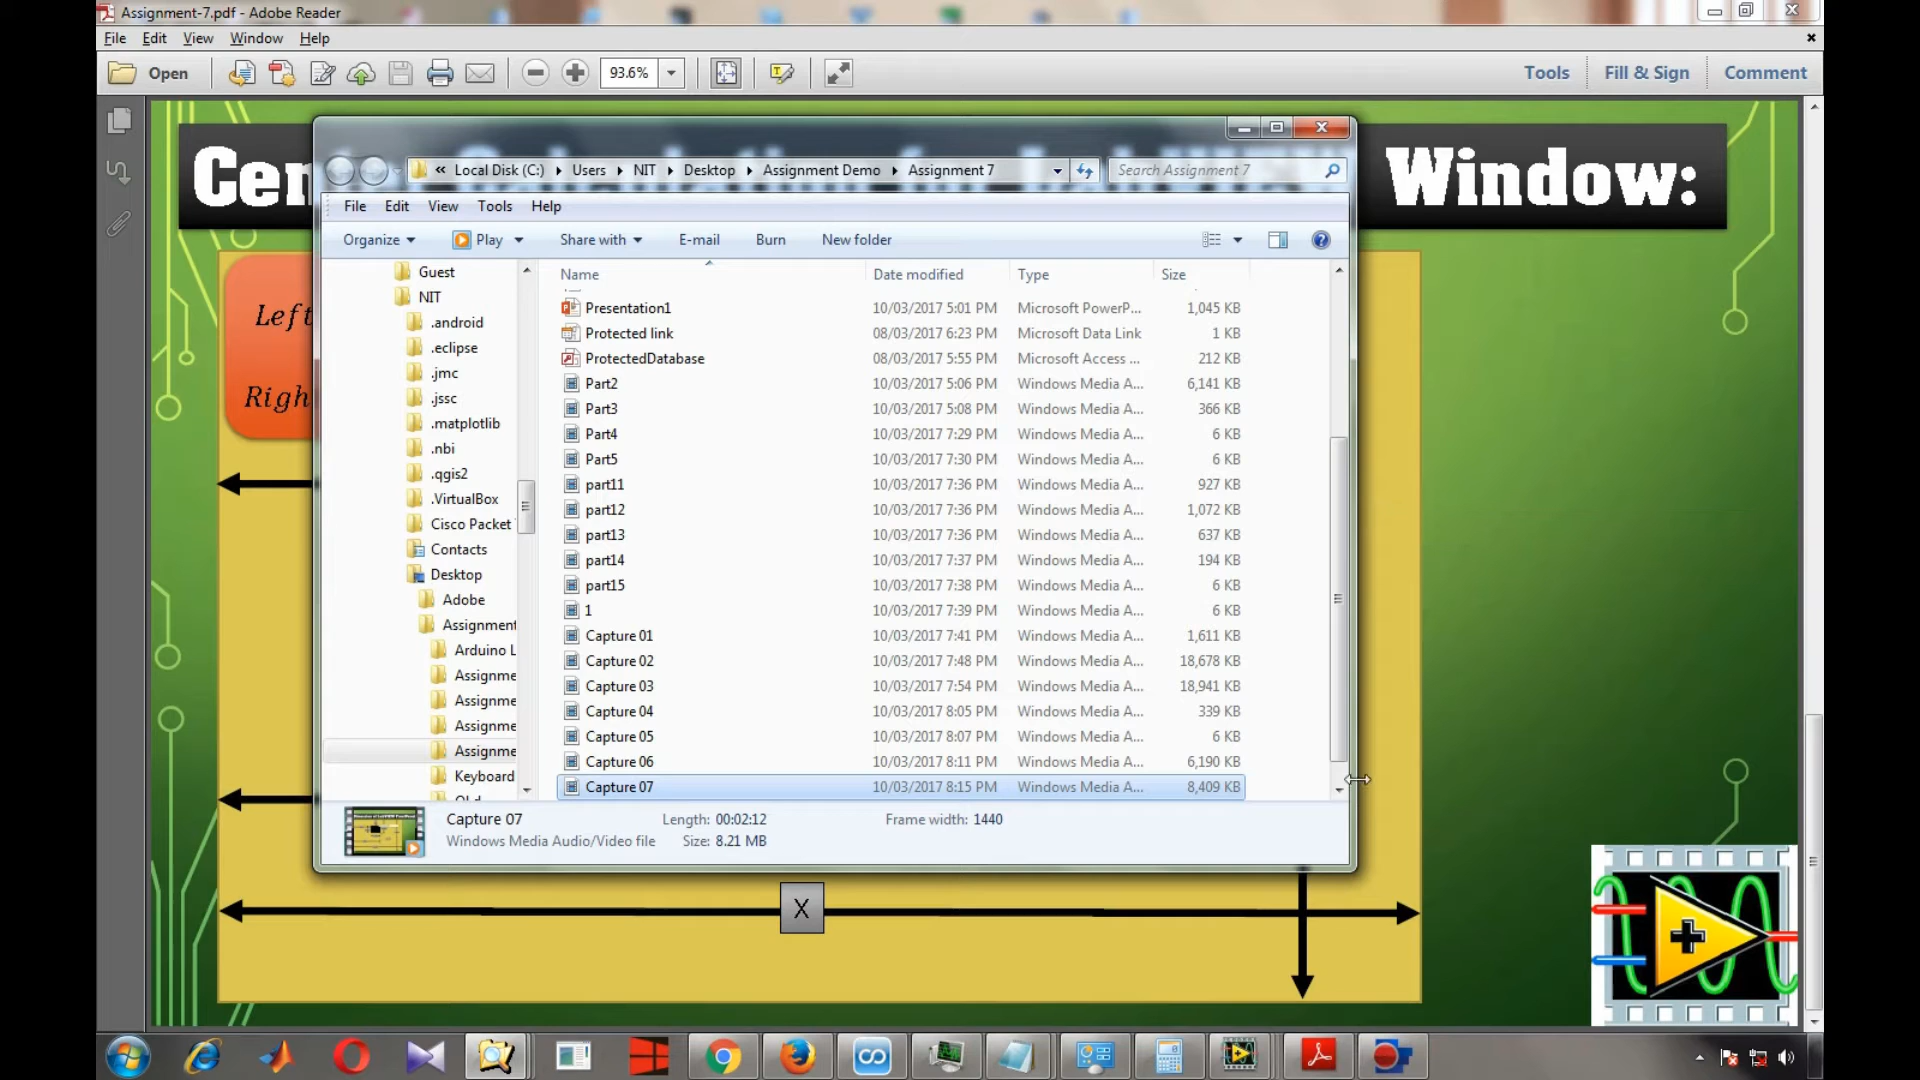 Assignment-7.pdf - Adobe Reader
File Edit View Window Help
Open 93.6% Tools Fill & Sign Comment
Window:
Local Disk (C:) Users NIT Desktop Assignment Demo Assignment 7 Search Assignment 7
File Edit View Tools Help
Organize Play Share with E-mail Burn New folder
Name Date modified Type Size
Presentation1 10/03/2017 5:01 PM Microsoft PowerP... 1,045 KB
Protected link 08/03/2017 6:23 PM Microsoft Data Link 1 KB
ProtectedDatabase 08/03/2017 5:55 PM Microsoft Access ... 212 KB
Part2 10/03/2017 5:06 PM Windows Media A... 6,141 KB
Part3 10/03/2017 5:08 PM Windows Media A... 366 KB
Part4 10/03/2017 7:29 PM Windows Media A... 6 KB
Part5 10/03/2017 7:30 PM Windows Media A... 6 KB
part11 10/03/2017 7:36 PM Windows Media A... 927 KB
part12 10/03/2017 7:36 PM Windows Media A... 1,072 KB
part13 10/03/2017 7:36 PM Windows Media A... 637 KB
part14 10/03/2017 7:37 PM Windows Media A... 194 KB
part15 10/03/2017 7:38 PM Windows Media A... 6 KB
1 10/03/2017 7:39 PM Windows Media A... 6 KB
Capture 01 10/03/2017 7:41 PM Windows Media A... 1,611 KB
Capture 02 10/03/2017 7:48 PM Windows Media A... 18,678 KB
Capture 03 10/03/2017 7:54 PM Windows Media A... 18,941 KB
Capture 04 10/03/2017 8:05 PM Windows Media A... 339 KB
Capture 05 10/03/2017 8:07 PM Windows Media A... 6 KB
Capture 06 10/03/2017 8:11 PM Windows Media A... 6,190 KB
Capture 07 10/03/2017 8:15 PM Windows Media A... 8,409 KB
Guest
NIT
.android
.eclipse
.jmc
.jssc
.matplotlib
.nbi
.qgis2
.VirtualBox
Cisco Packet
Contacts
Desktop
Adobe
Assignment
Arduino L
Assignme
Assignme
Assignme
Assignme
Keyboard
Capture 07 Length: 00:02:12 Frame width: 1440
Windows Media Audio/Video file Size: 8.21 MB
Left
Righ
X